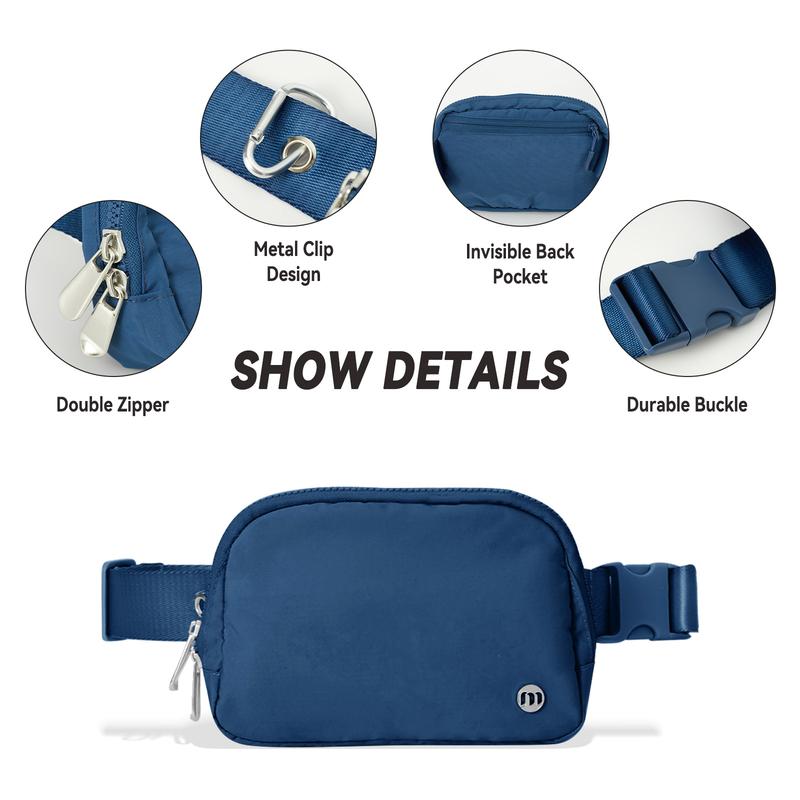 Metal Clip
Design
Invisible Back
Pocket
SHOW DETAILS
Double Zipper
Durable Buckle
m